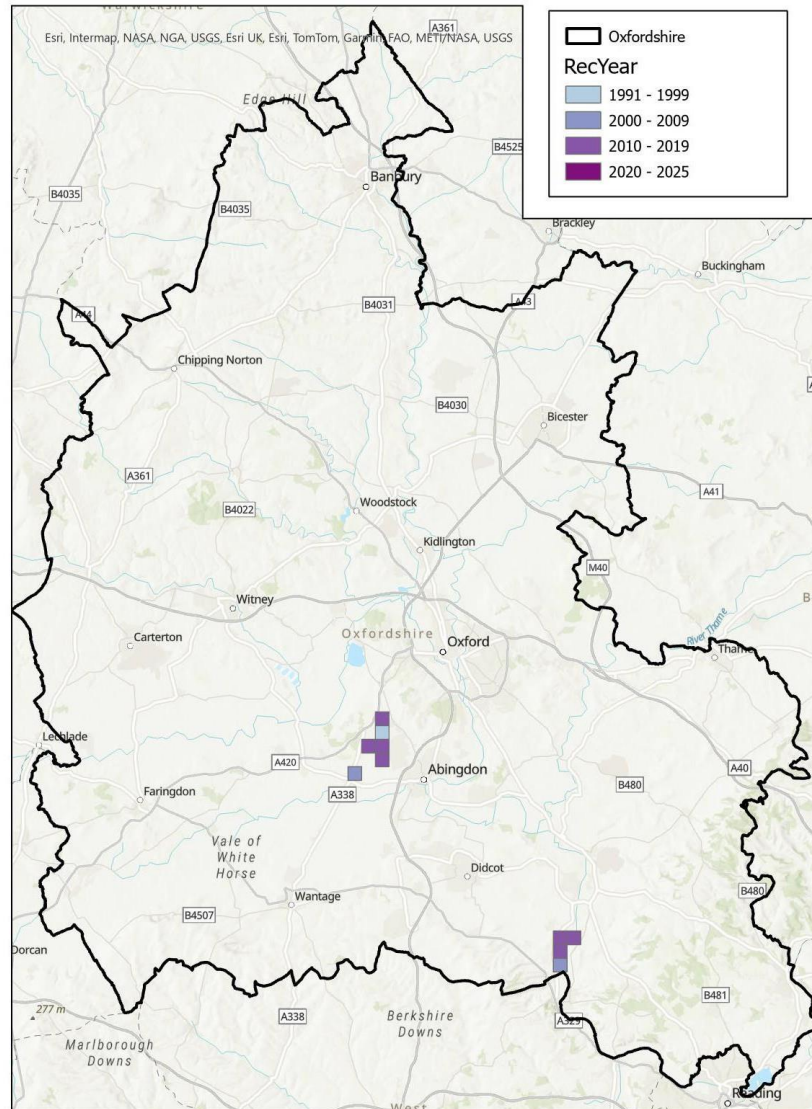 Warwickshire
A361
Esri, Intermap, NASA, NGA, USGS, Esri UK, Esri, TomTom, Garmin, FAO, METI/NASA, USGS
Oxfordshire
RecYear
1991 - 1999
2000 - 2009
2010 - 2019
2020 - 2025
Edge Hill
B4525
Banbury
B4035
B4035
Brackley
Buckingham
A44
B4031
A43
Chipping Norton
B4030
Bicester
A361
A41
B4022
Woodstock
Kidlington
M40
Witney
Oxfordshire
River Thame
Carterton
Oxford
Thame
Lechlade
A420
Abingdon
A40
Faringdon
A338
B480
Vale of
White
Horse
Didcot
Wantage
B480
B4507
Dorcan
277 m
A338
Berkshire
Downs
A329
B481
Marlborough
Downs
West
Reading